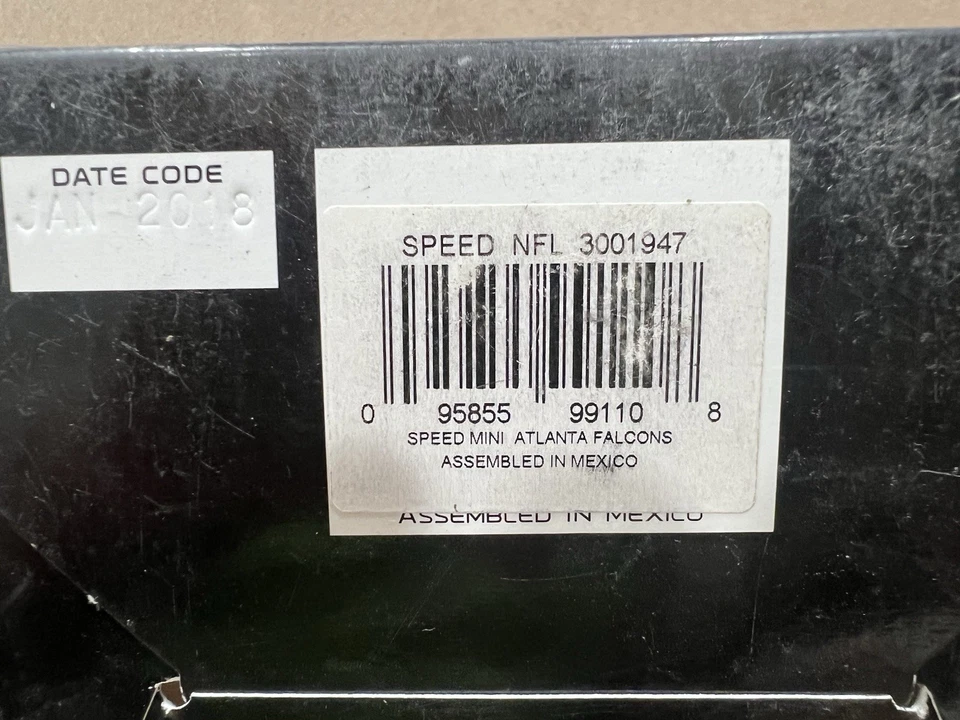 DATE CODE
JAN 2018
SPEED NFL 3001947
0 95855 99110 8
SPEED MINI ATLANTA FALCONS
ASSEMBLED IN MEXICO
ASSEMBLED IN MEXICO